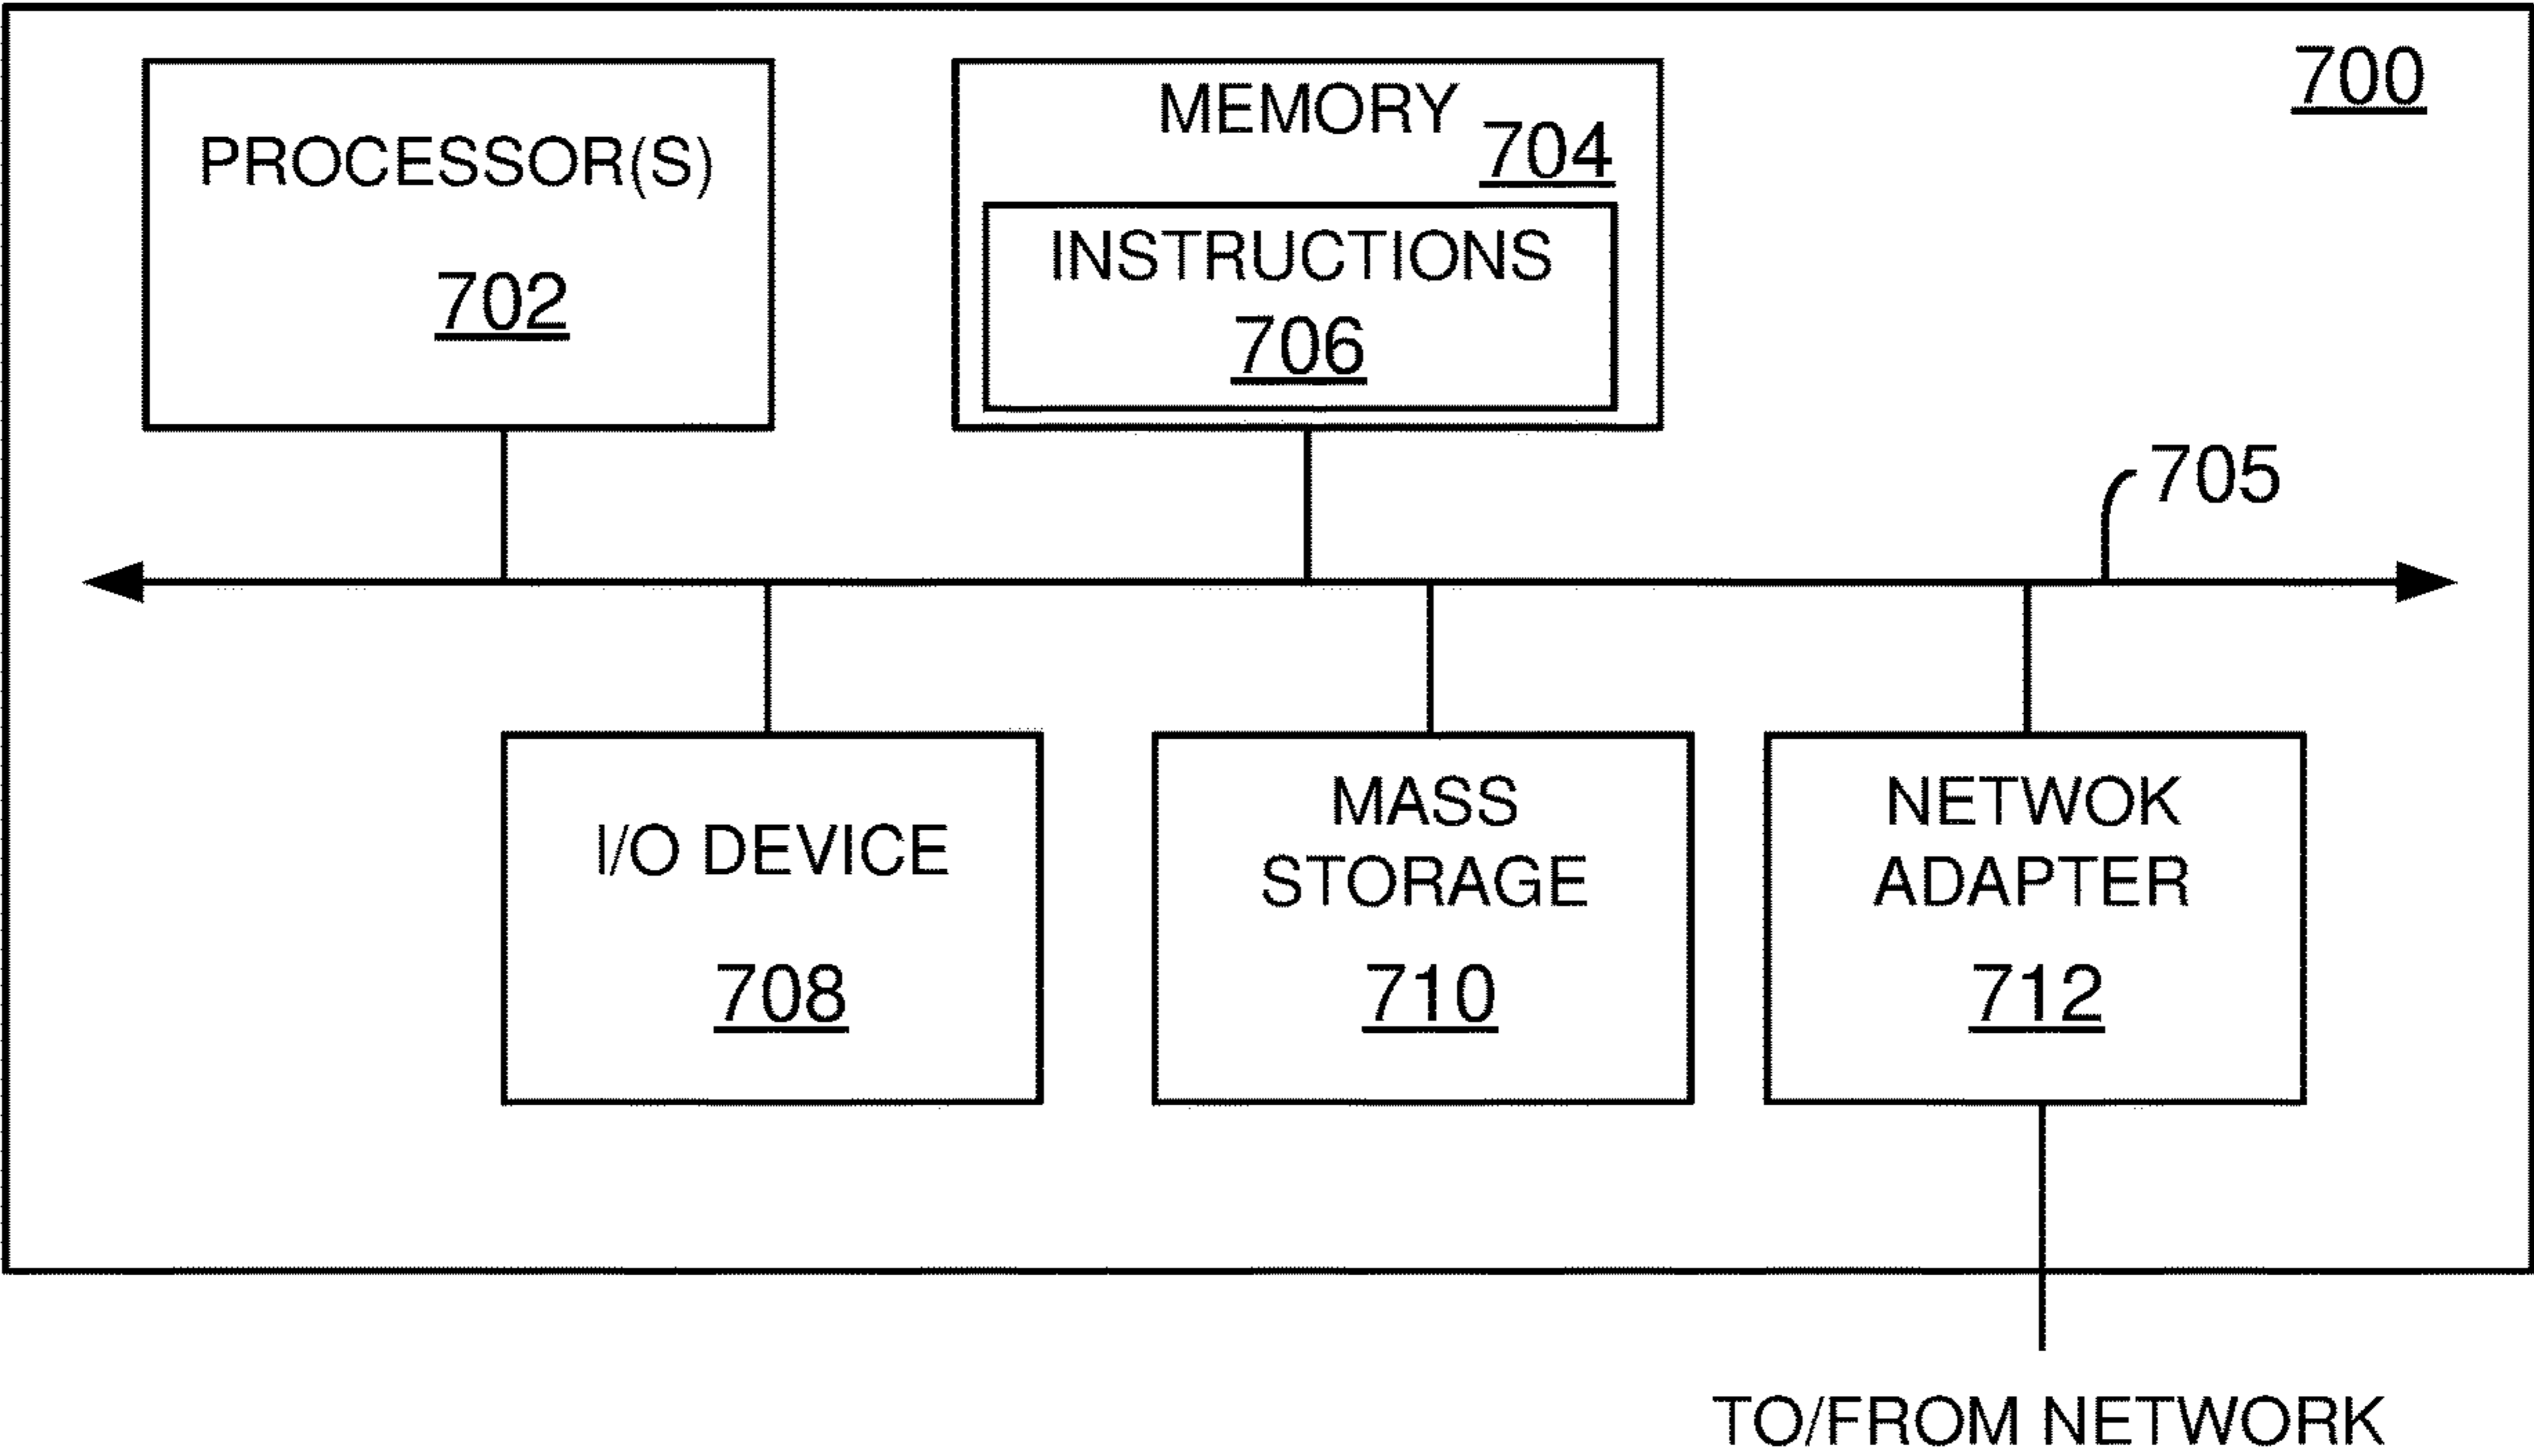 700
PROCESSOR(S)
702
MEMORY
704
INSTRUCTIONS
706
705
I/O DEVICE
708
MASS
STORAGE
710
NETWOK
ADAPTER
712
TO/FROM NETWORK